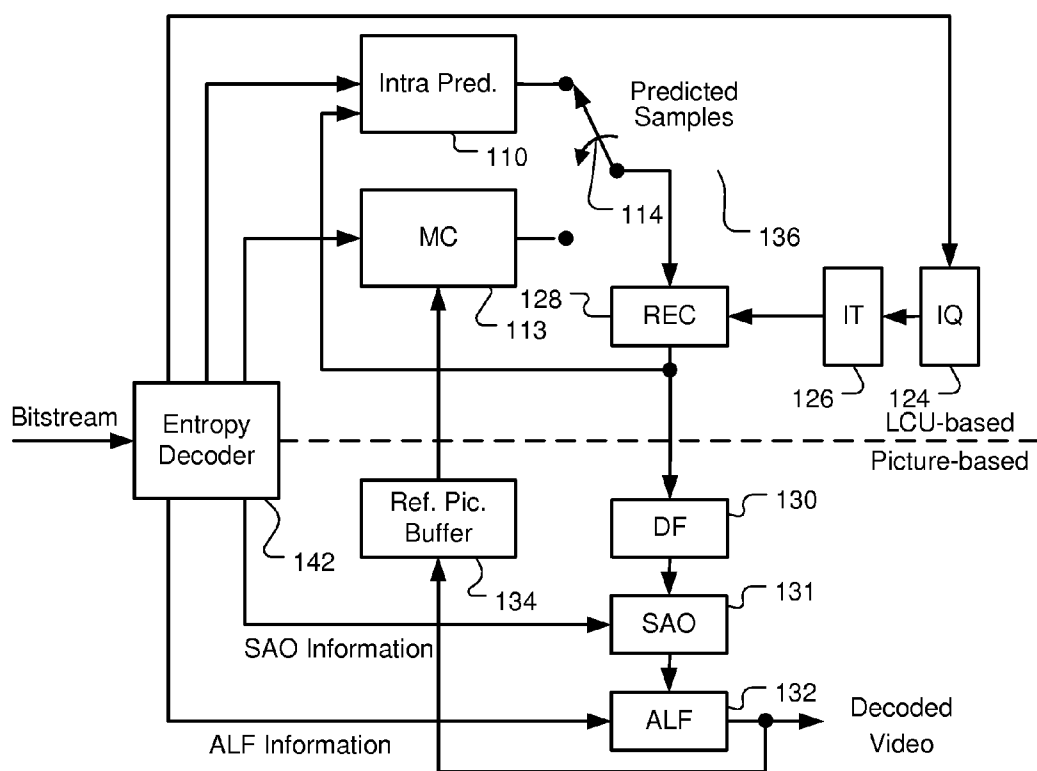 Intra Pred.
110
Predicted
Samples
114
136
MC
113
128
REC
IT
126
IQ
124
Bitstream
Entropy
Decoder
142
LCU-based
Picture-based
Ref. Pic.
Buffer
134
DF
130
SAO
131
SAO Information
ALF
132
ALF Information
Decoded
Video